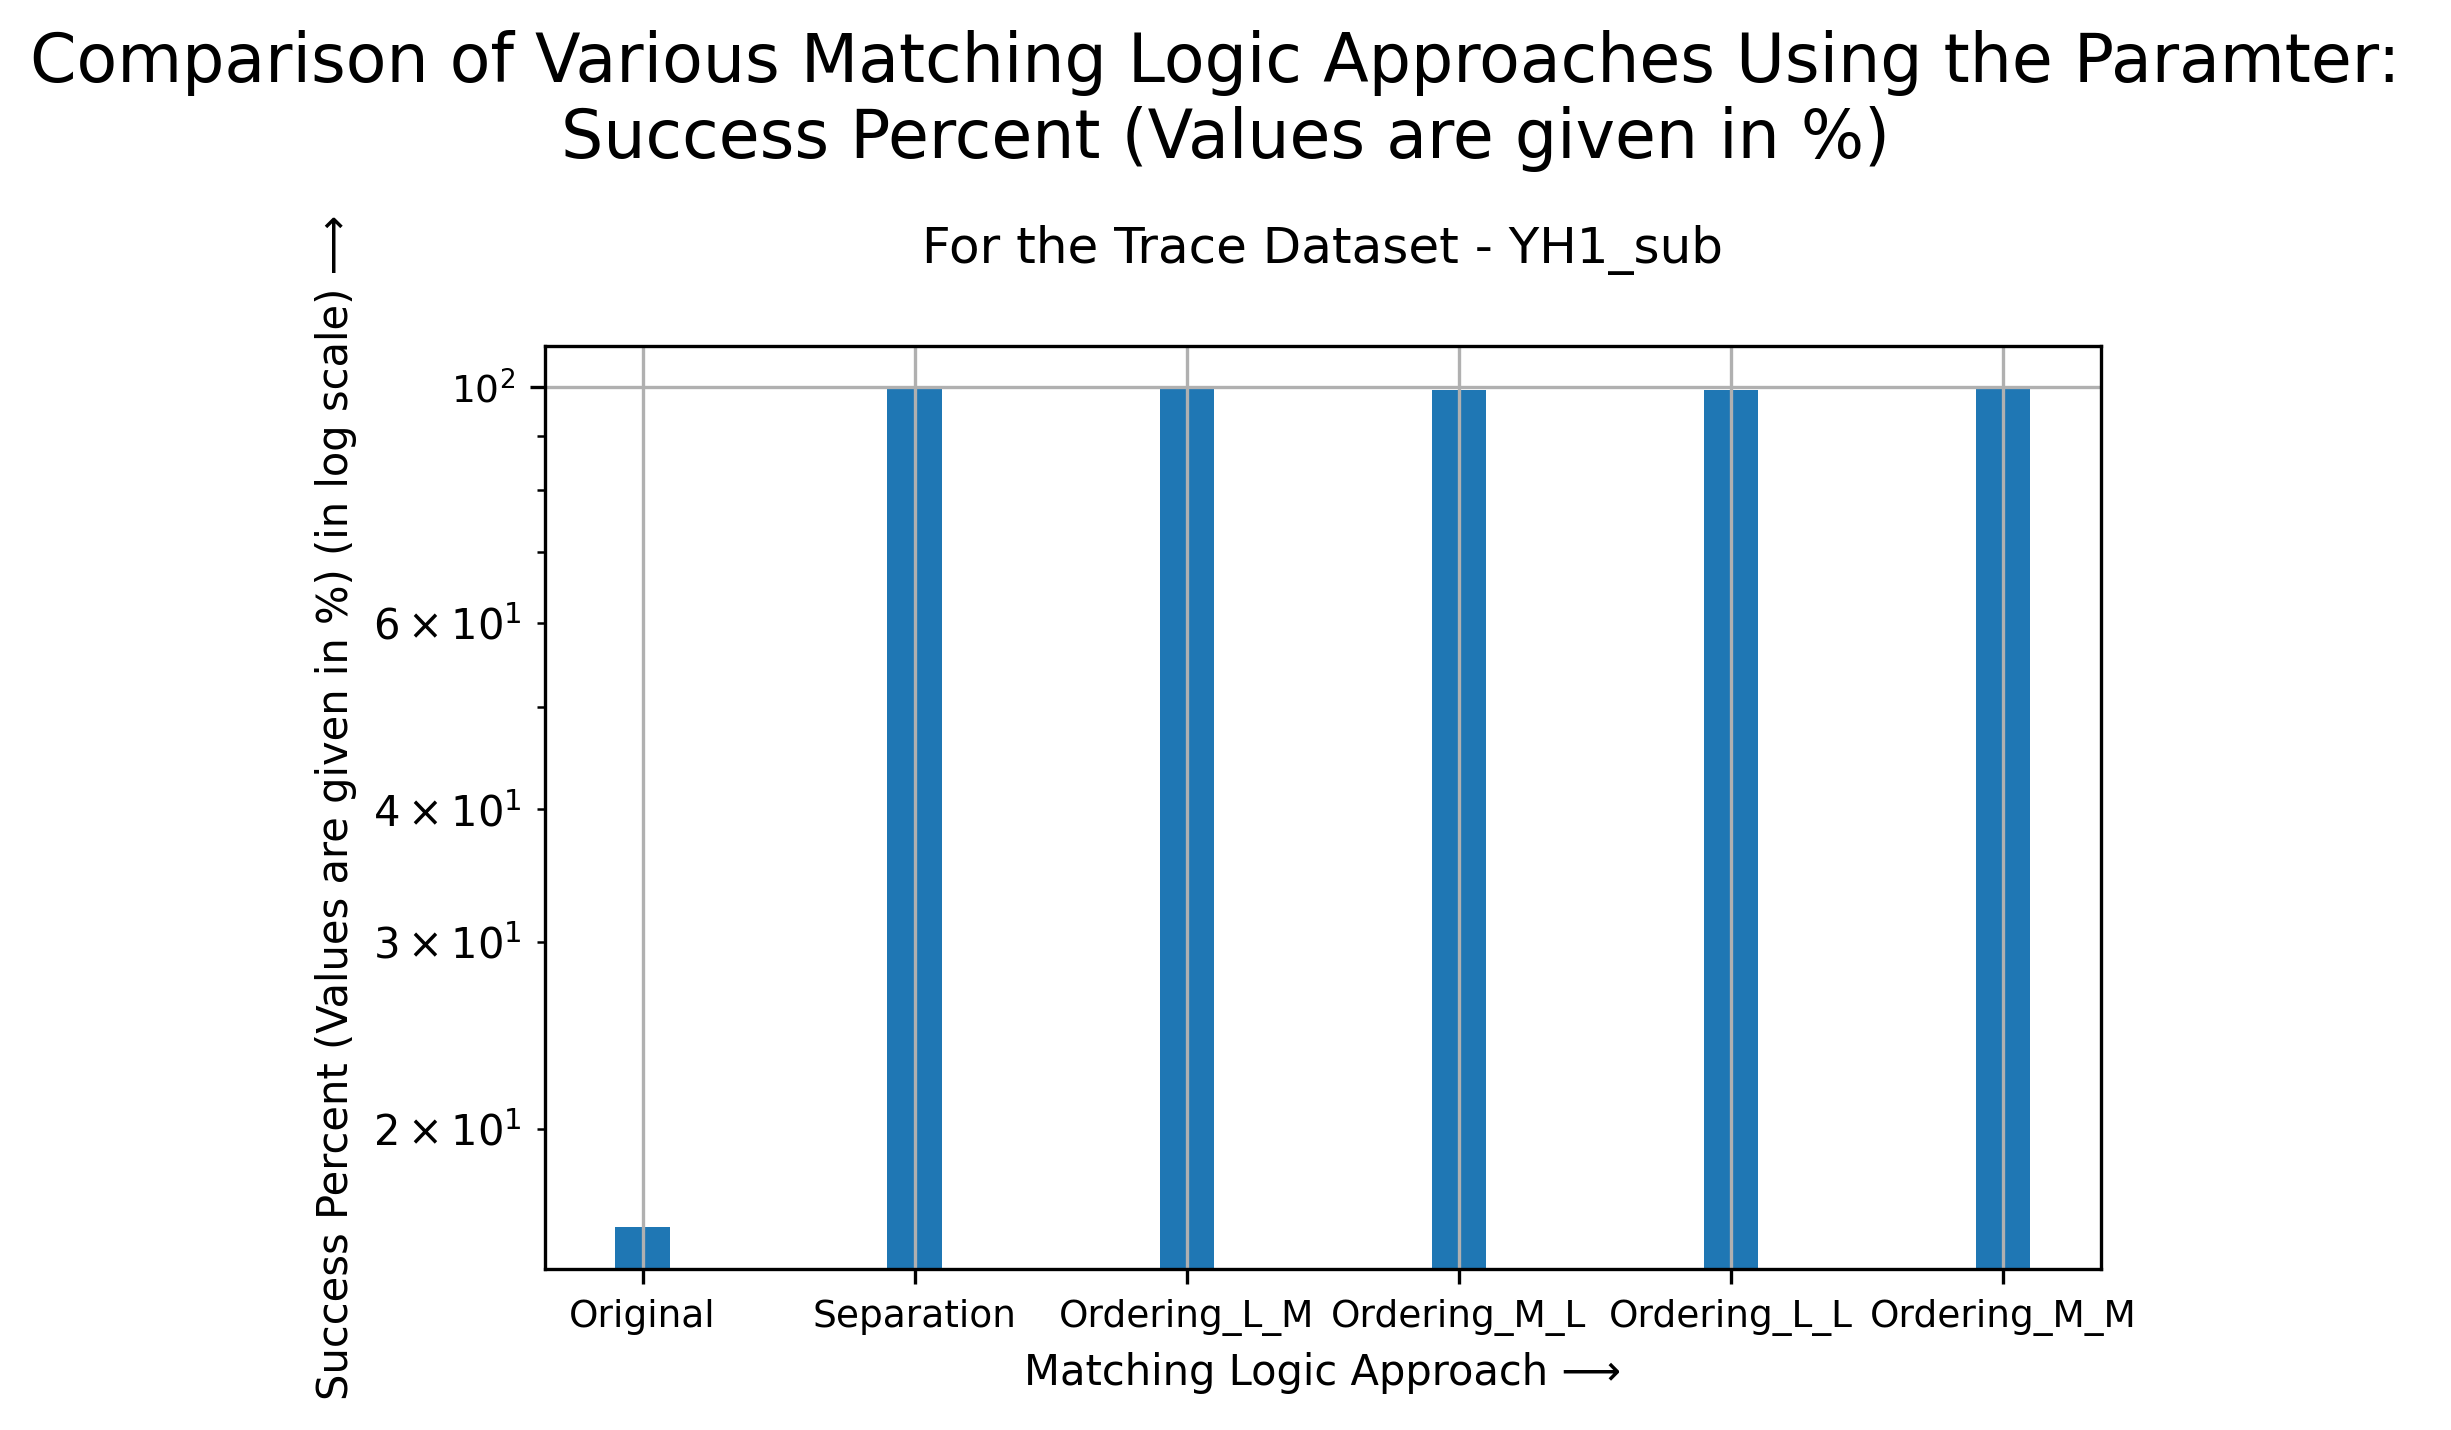 Comparison of Various Matching Logic Approaches Using the Paramter:
Success Percent (Values are given in %)
For the Trace Dataset - YH1_sub
Success Percent (Values are given in %) (in log scale) ⟶
10²
6 × 10¹
4 × 10¹
3 × 10¹
2 × 10¹
Original Separation Ordering_L_M Ordering_M_L Ordering_L_L Ordering_M_M
Matching Logic Approach ⟶